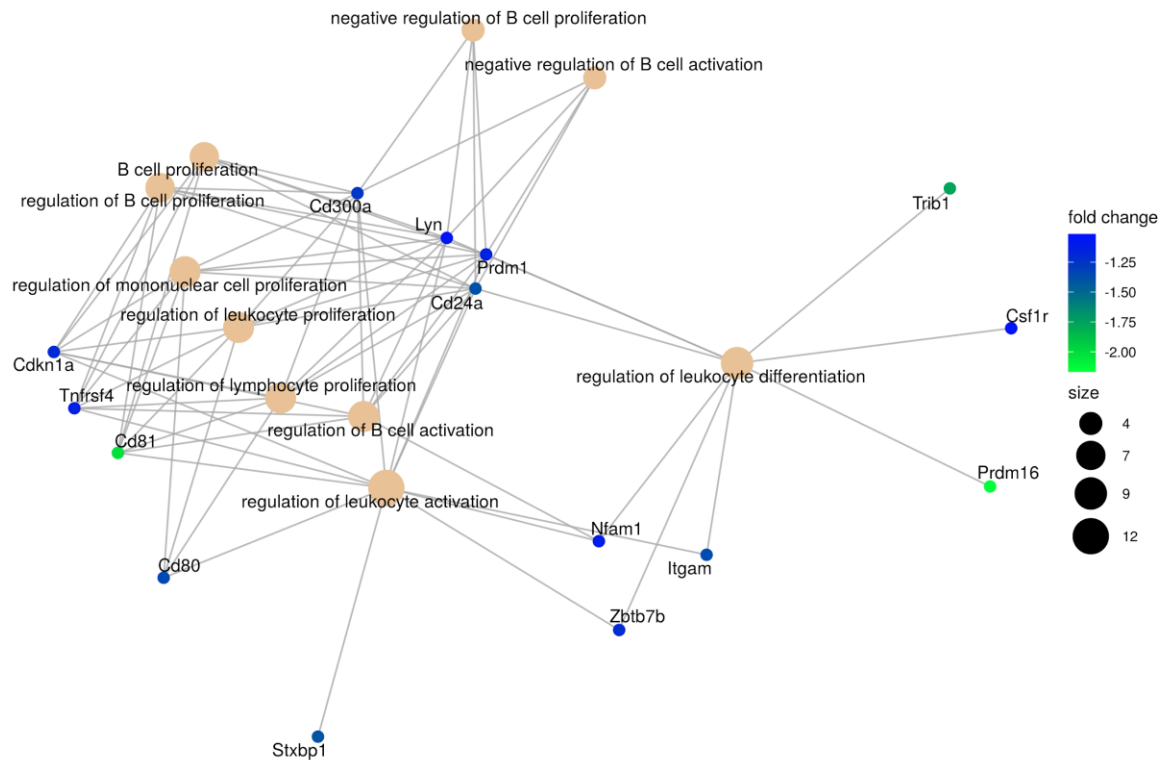 negative regulation of B cell proliferation
negative regulation of B cell activation
B cell proliferation
regulation of B cell proliferation
Cd300a
Trib1
Lyn
Prdm1
Cd24a
regulation of mononuclear cell proliferation
regulation of leukocyte proliferation
Csf1r
Cdkn1a
regulation of leukocyte differentiation
Tnfrsf4
regulation of lymphocyte proliferation
regulation of B cell activation
Cd81
Prdm16
regulation of leukocyte activation
Nfam1
Itgam
Cd80
Zbtb7b
Stxbp1
fold change
-1.25
-1.50
-1.75
-2.00
size
4
7
9
12